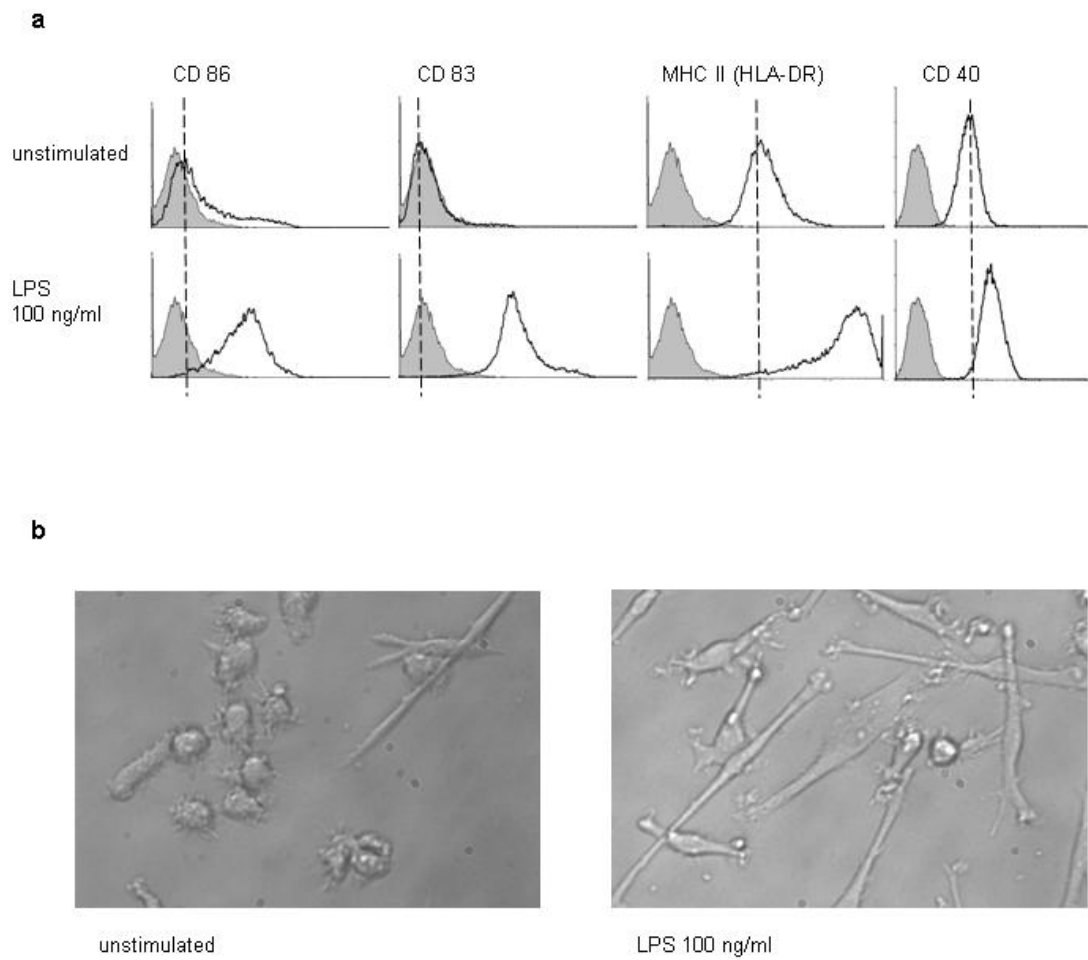 a
CD 86 CD 83 MHC II (HLA-DR) CD 40
unstimulated
LPS
100 ng/ml
b
unstimulated LPS 100 ng/ml